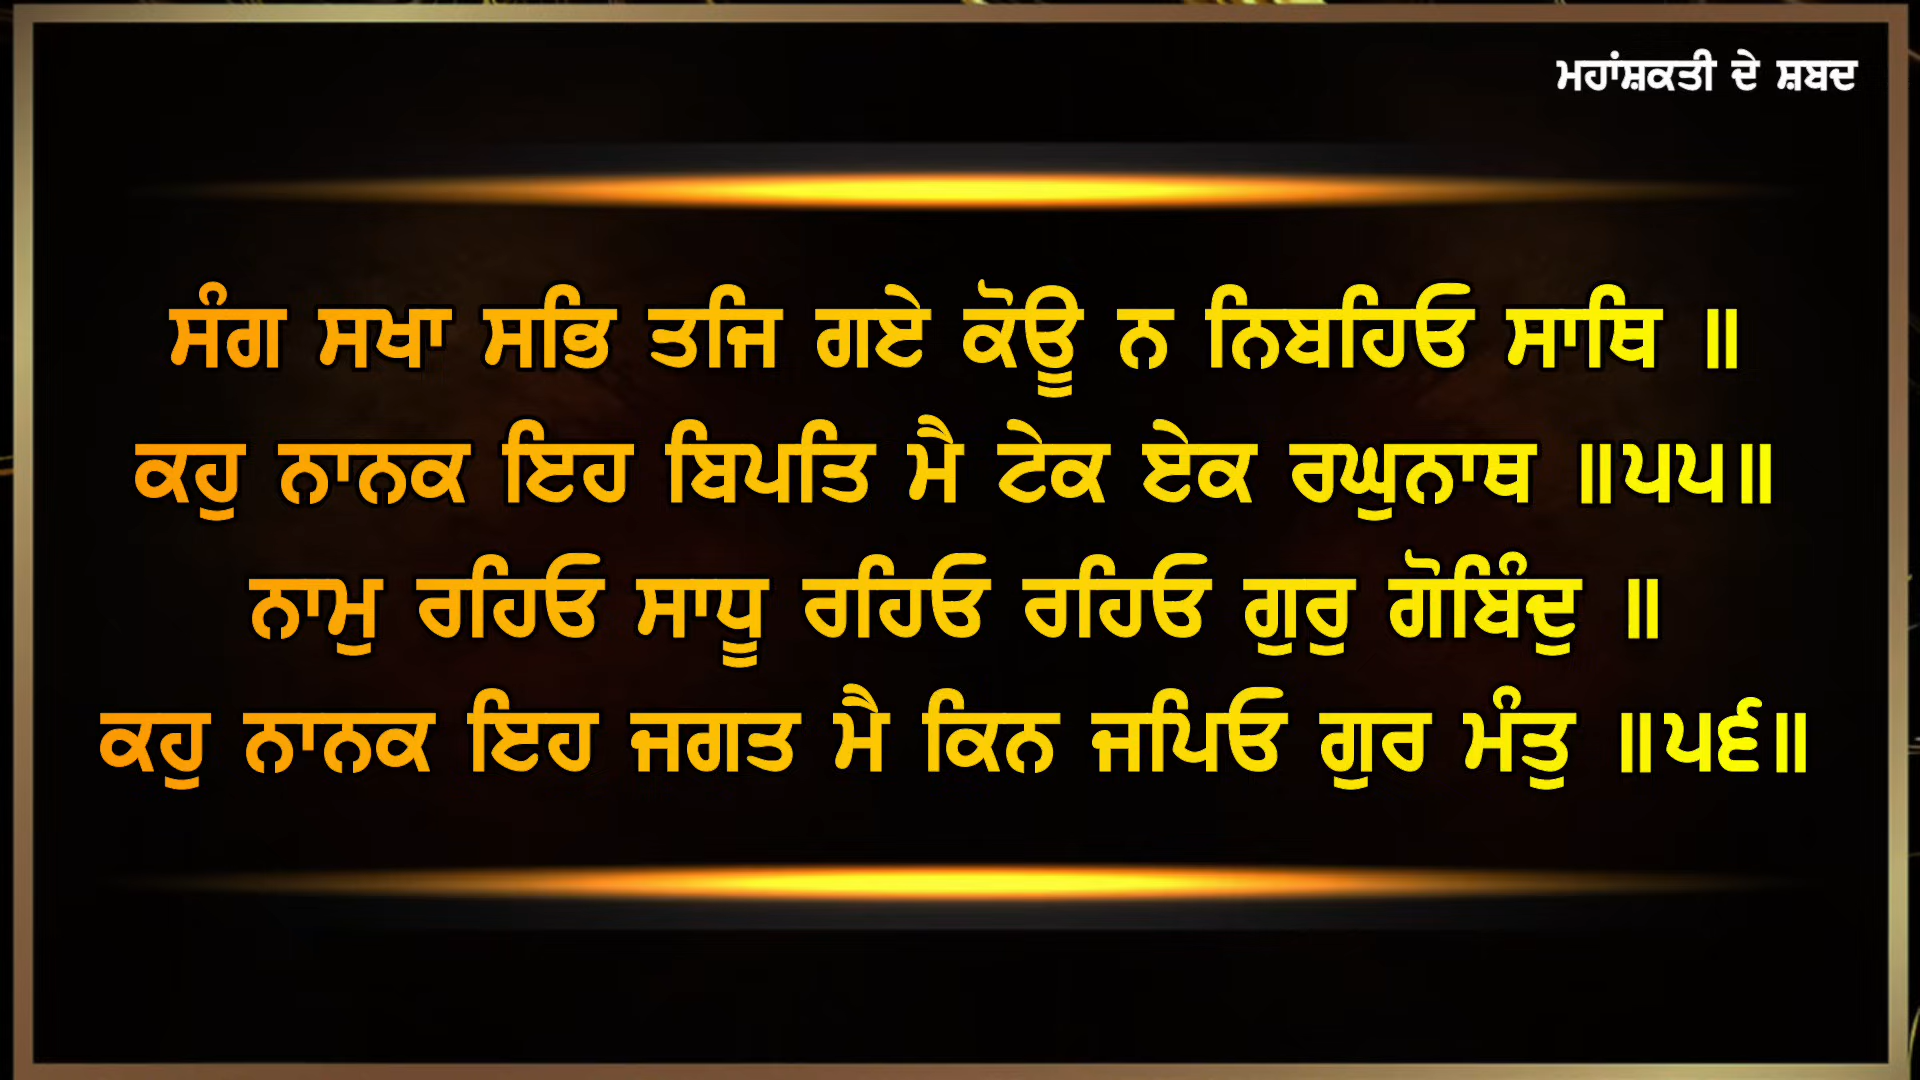 ਮਹਾਂਸ਼ਕਤੀ ਦੇ ਸ਼ਬਦ
ਸੰਗ ਸਖਾ ਸਭਿ ਤਜਿ ਗਏ ਕੋਊ ਨ ਨਿਬਹਿਓ ਸਾਥਿ ॥
ਕਹੁ ਨਾਨਕ ਇਹ ਬਿਪਤਿ ਮੈ ਟੇਕ ਏਕ ਰਘੁਨਾਥ ॥੫੫॥
ਨਾਮੁ ਰਹਿਓ ਸਾਧੂ ਰਹਿਓ ਰਹਿਓ ਗੁਰੁ ਗੋਬਿੰਦੁ ॥
ਕਹੁ ਨਾਨਕ ਇਹ ਜਗਤ ਮੈ ਕਿਨ ਜਪਿਓ ਗੁਰ ਮੰਤੁ ॥੫੬॥